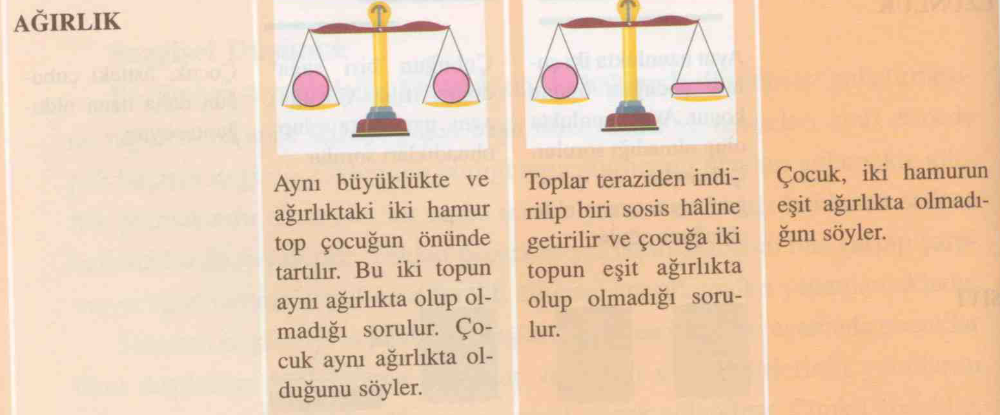 AĞIRLIK
Aynı büyüklükte ve
ağırlıktaki iki hamur
top çocuğun önünde
tartılır. Bu iki topun
aynı ağırlıkta olup ol-
madığı sorulur. Ço-
cuk aynı ağırlıkta ol-
duğunu söyler.
Toplar teraziden indi-
rilip biri sosis hâline
getirilir ve çocuğa iki
topun eşit ağırlıkta
olup olmadığı soru-
lur.
Çocuk, iki hamurun
eşit ağırlıkta olmadı-
ğını söyler.